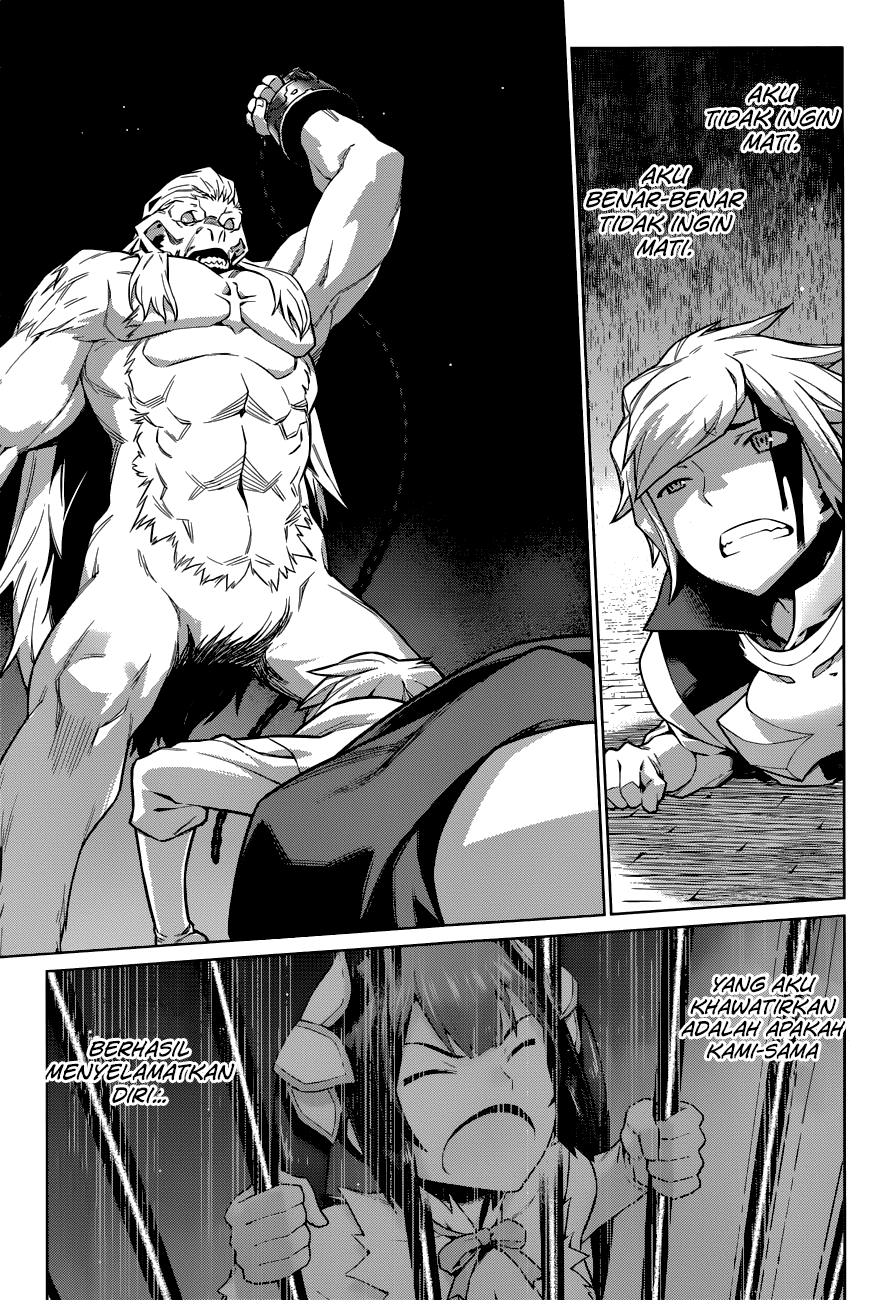 AKU
TIDAK INGIN
MATI.
AKU
BENAR-BENAR
TIDAK INGIN
MATI.
YANG AKU
KHAWATIRKAN
ADALAH APAKAH
KAMI-SAMA
BERHASIL
MENYELAMATKAN
DIRI...